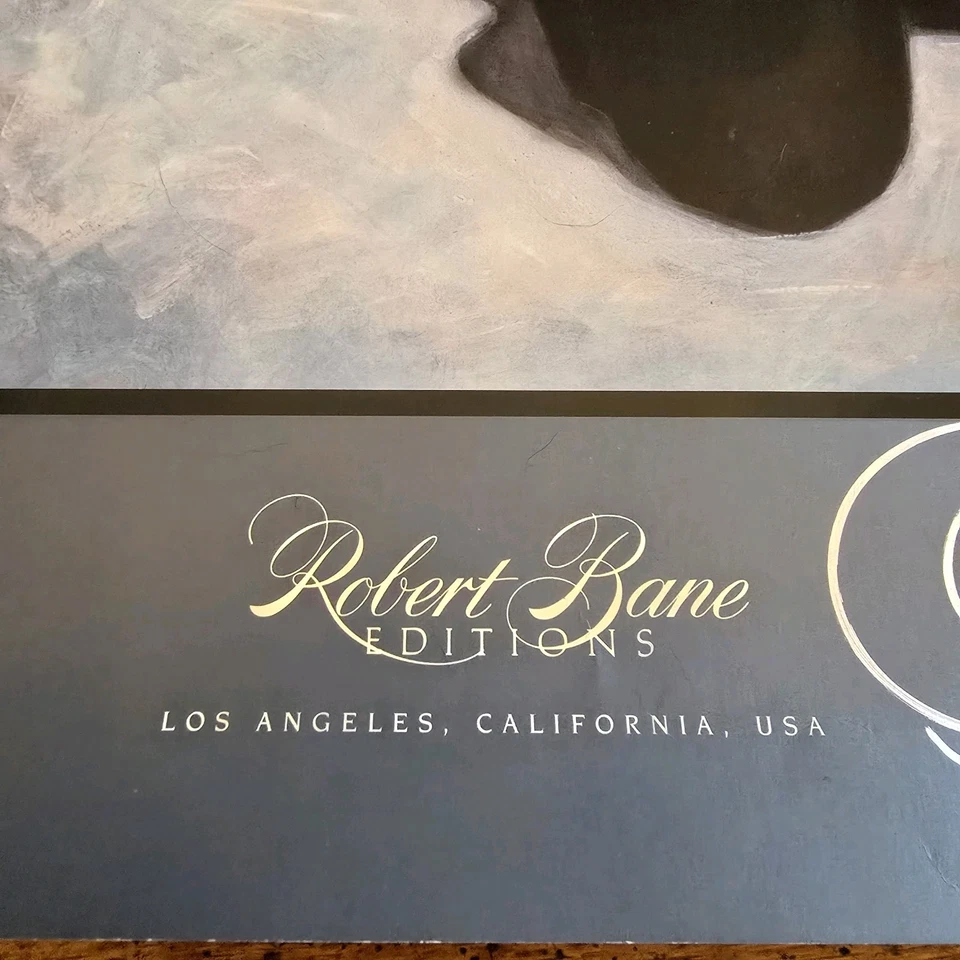 Robert Bane
EDITIONS
LOS ANGELES, CALIFORNIA, USA